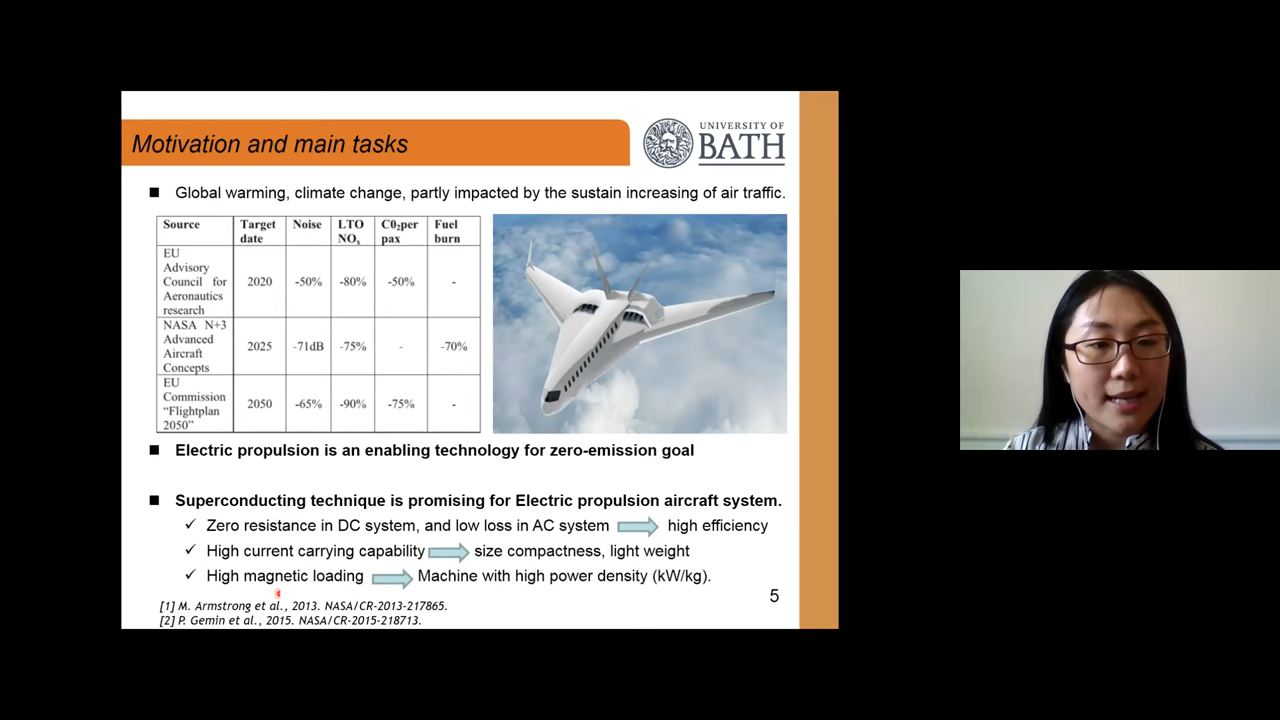 Motivation and main tasks
UNIVERSITY OF
BATH
■ Global warming, climate change, partly impacted by the sustain increasing of air traffic.
Source Target date Noise LTO NOx C0₂per pax Fuel burn
EU Advisory Council for Aeronautics research 2020 -50% -80% -50% -
NASA N+3 Advanced Aircraft Concepts 2025 -71dB -75% - -70%
EU Commission “Flightplan 2050” 2050 -65% -90% -75% -
■ Electric propulsion is an enabling technology for zero-emission goal
■ Superconducting technique is promising for Electric propulsion aircraft system.
✓ Zero resistance in DC system, and low loss in AC system high efficiency
✓ High current carrying capability size compactness, light weight
✓ High magnetic loading Machine with high power density (kW/kg).
5
[1] M. Armstrong et al., 2013. NASA/CR-2013-217865.
[2] P. Gemin et al., 2015. NASA/CR-2015-218713.